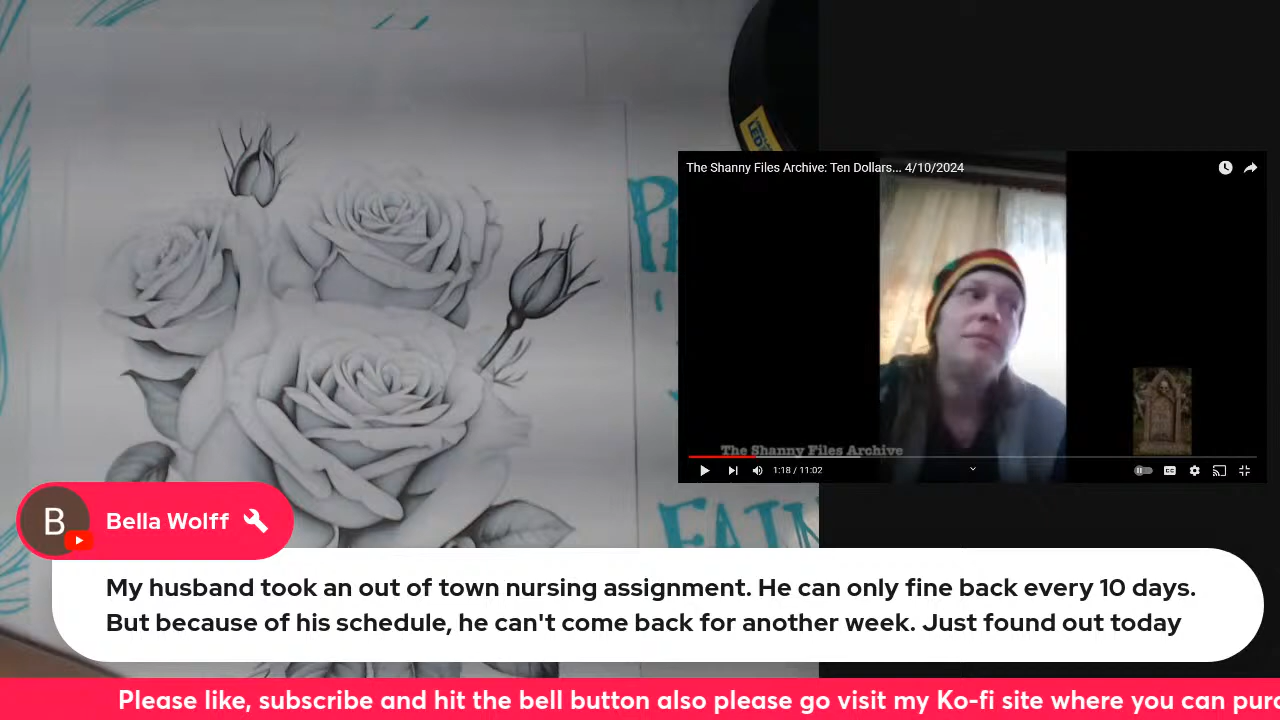 The Shanny Files Archive: Ten Dollars... 4/10/2024
The Shanny Files Archive
1:18 / 11:02
CC
B
Bella Wolff
My husband took an out of town nursing assignment. He can only fine back every 10 days.
But because of his schedule, he can't come back for another week. Just found out today
Please like, subscribe and hit the bell button also please go visit my Ko-fi site where you can purc